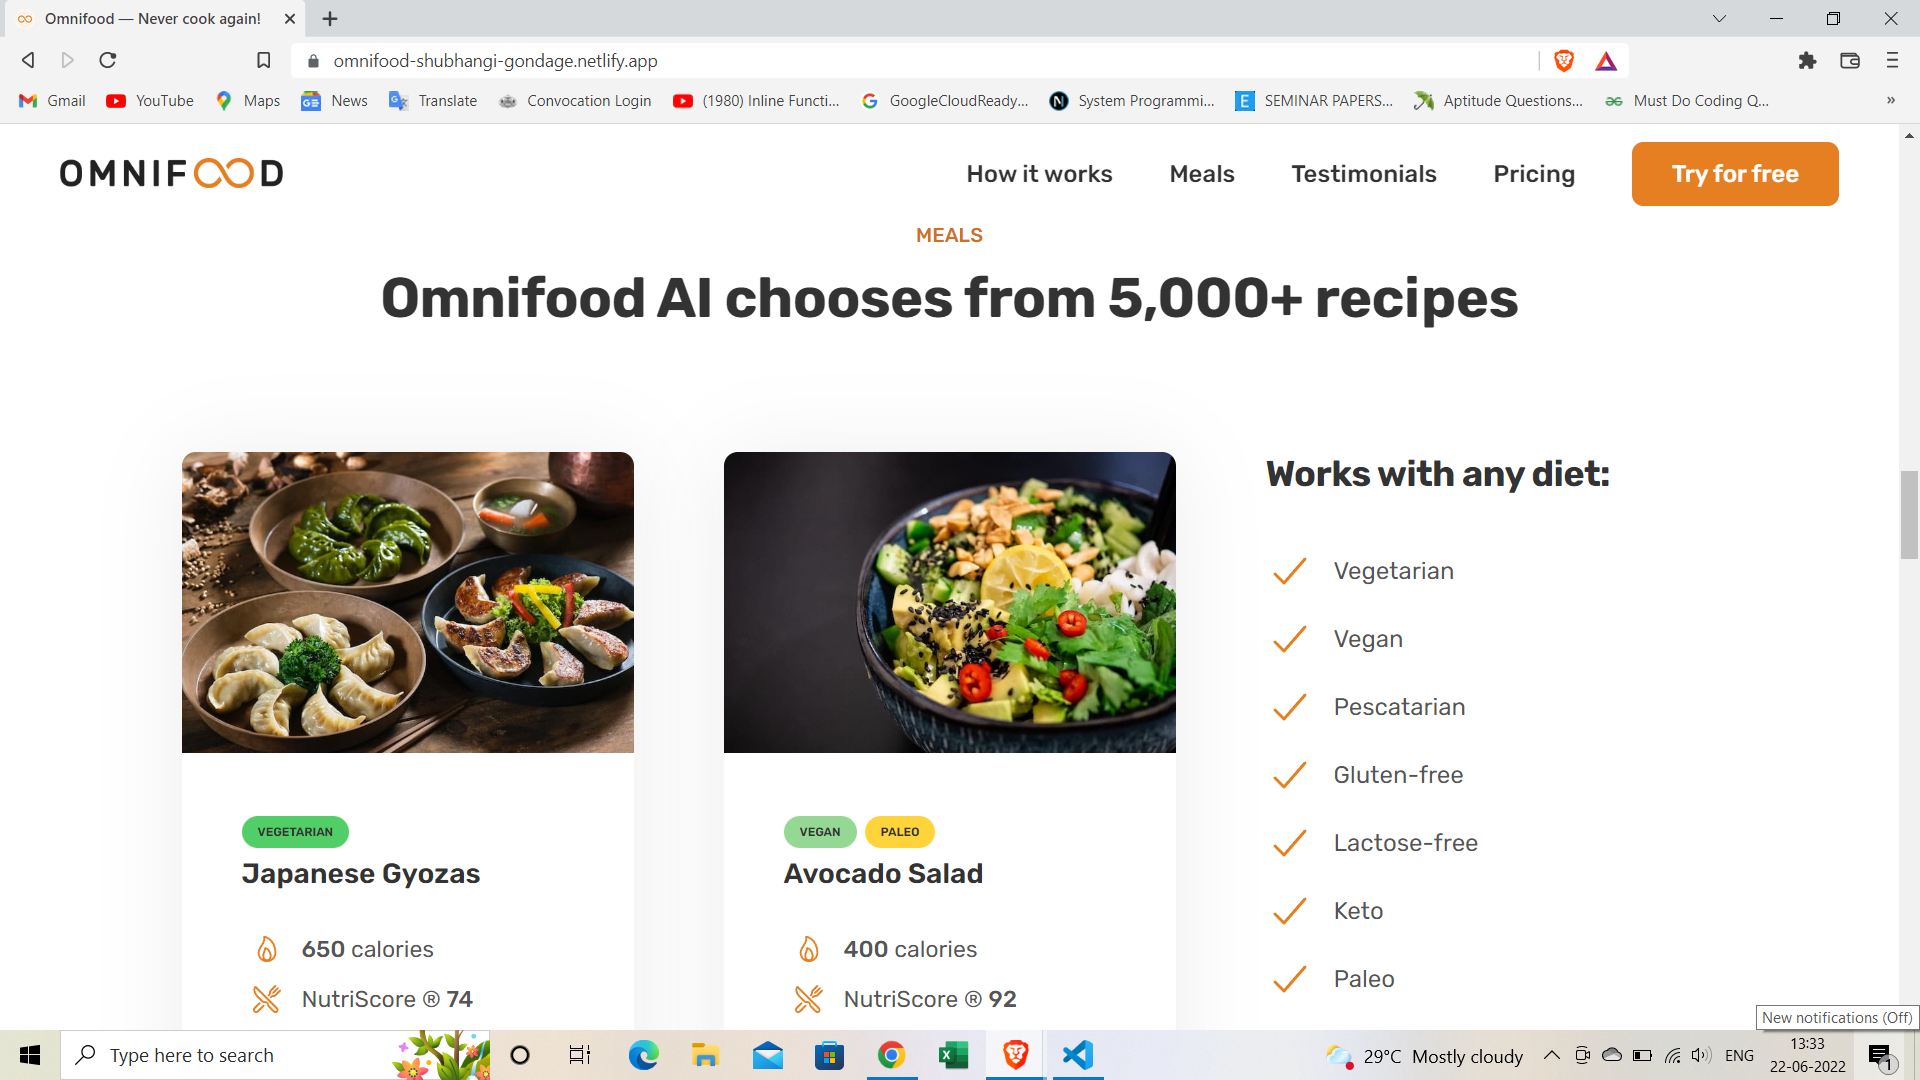 Omnifood — Never cook again!
omnifood-shubhangi-gondage.netlify.app
Gmail
YouTube
Maps
News
Translate
Convocation Login
(1980) Inline Functi...
GoogleCloudReady...
System Programmi...
SEMINAR PAPERS...
Aptitude Questions...
Must Do Coding Q...
»
OMNIFOOD
How it works
Meals
Testimonials
Pricing
Try for free
MEALS
Omnifood AI chooses from 5,000+ recipes
VEGETARIAN
Japanese Gyozas
650 calories
NutriScore ® 74
VEGAN
PALEO
Avocado Salad
400 calories
NutriScore ® 92
Works with any diet:
Vegetarian
Vegan
Pescatarian
Gluten-free
Lactose-free
Keto
Paleo
New notifications (Off)
Type here to search
29°C Mostly cloudy
ENG
13:33
22-06-2022
1